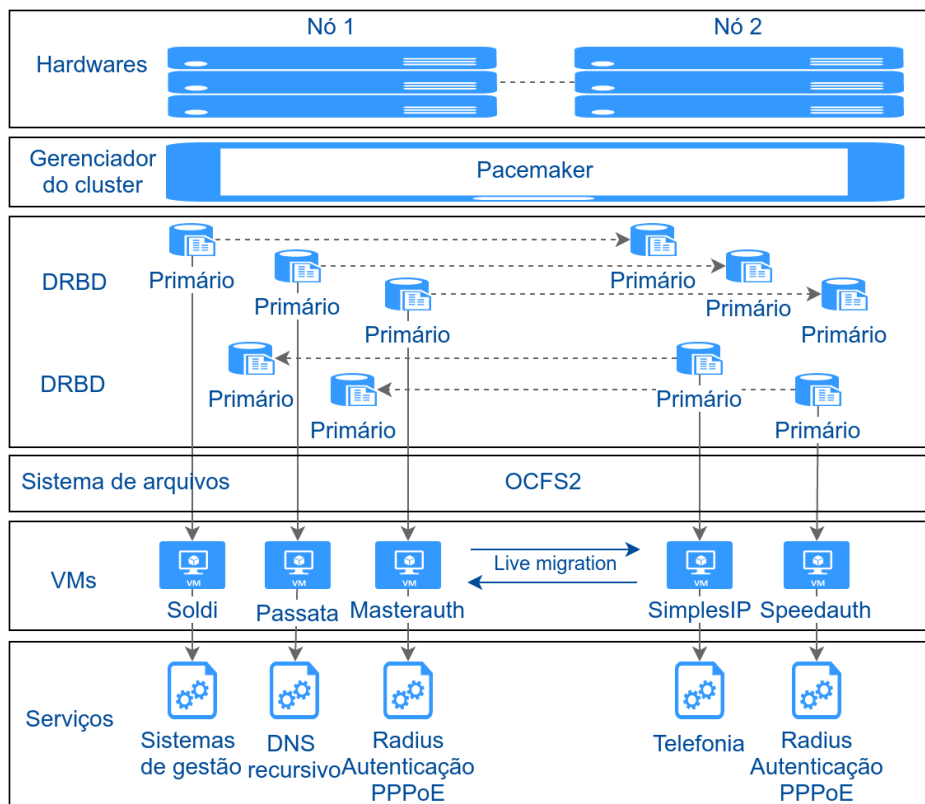 Nó 1
Nó 2
Hardwares
Gerenciador
do cluster
Pacemaker
DRBD
Primário
Primário
Primário
Primário
Primário
Primário
DRBD
Primário
Primário
Primário
Primário
Sistema de arquivos
OCFS2
VMs
VM
VM
VM
Live migration
VM
VM
Soldi
Passata
Masterauth
SimplesIP
Speedauth
Serviços
Sistemas
de gestão
DNS
recursivo
Radius
Autenticação
PPPoE
Telefonia
Radius
Autenticação
PPPoE